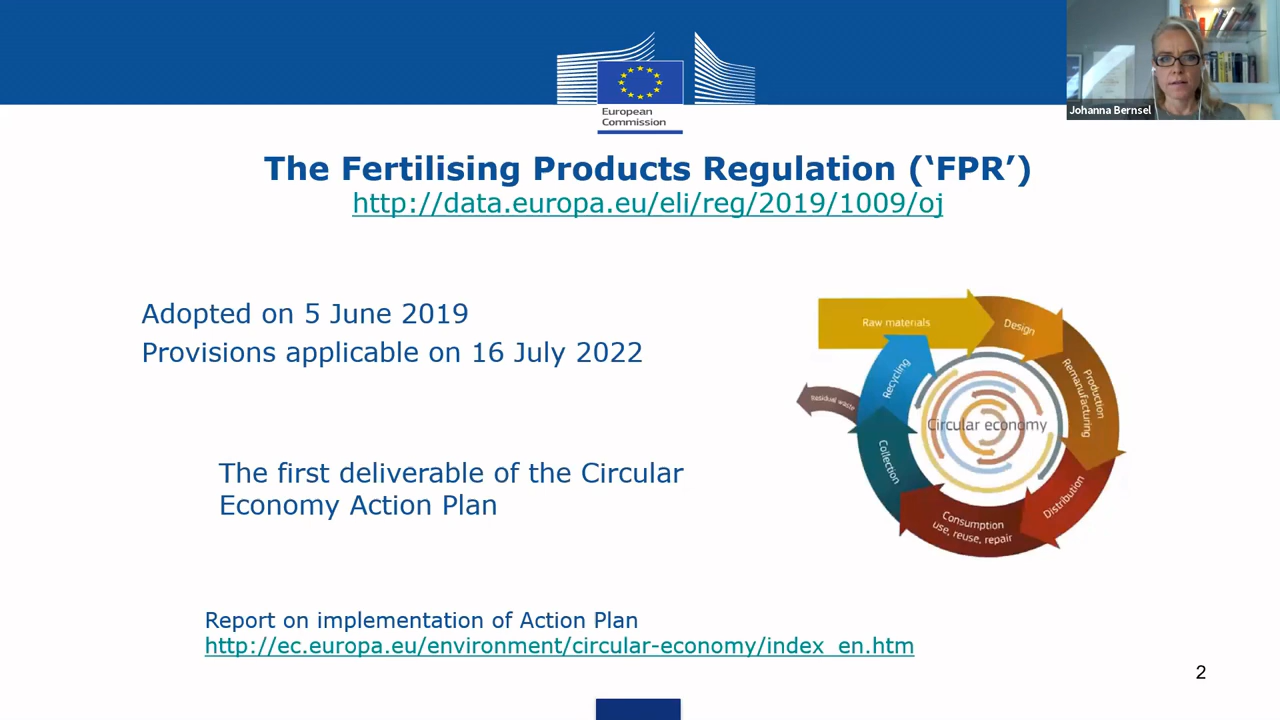 Johanna Bernsel
European
Commission
The Fertilising Products Regulation (‘FPR’)
http://data.europa.eu/eli/reg/2019/1009/oj
Adopted on 5 June 2019
Provisions applicable on 16 July 2022
The first deliverable of the Circular
Economy Action Plan
Raw materials
Design
Production
Remanufacturing
Distribution
Consumption
use, reuse, repair
Collection
Recycling
Residual waste
Circular economy
Report on implementation of Action Plan
http://ec.europa.eu/environment/circular-economy/index_en.htm
2